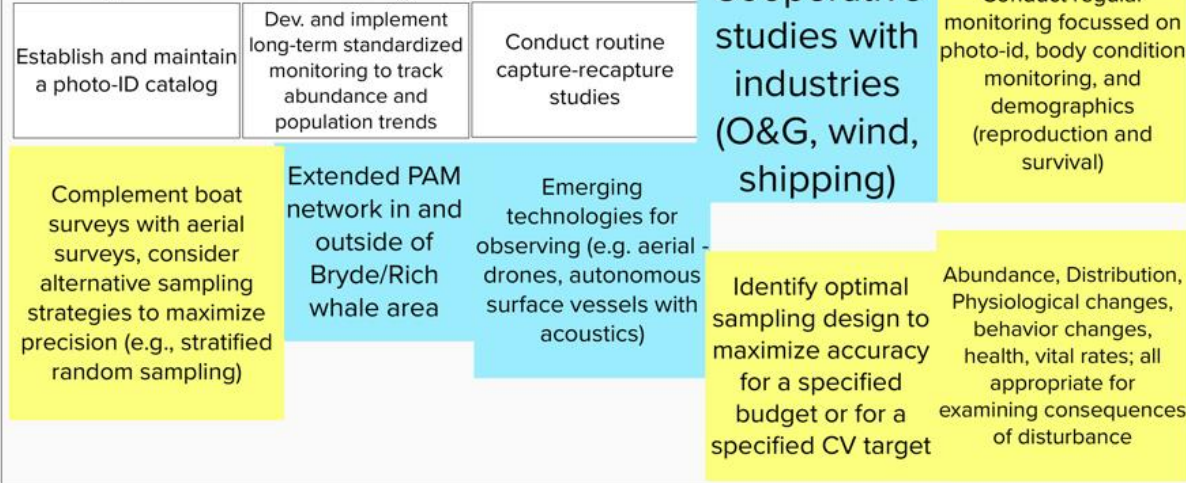 Establish and maintain
a photo-ID catalog
Dev. and implement
long-term standardized
monitoring to track
abundance and
population trends
Conduct routine
capture-recapture
studies
Cooperative
studies with
industries
(O&G, wind,
shipping)
Conduct regular
monitoring focussed on
photo-id, body condition
monitoring, and
demographics
(reproduction and
survival)
Complement boat
surveys with aerial
surveys, consider
alternative sampling
strategies to maximize
precision (e.g., stratified
random sampling)
Extended PAM
network in and
outside of
Bryde/Rich
whale area
Emerging
technologies for
observing (e.g. aerial -
drones, autonomous
surface vessels with
acoustics)
Identify optimal
sampling design to
maximize accuracy
for a specified
budget or for a
specified CV target
Abundance, Distribution,
Physiological changes,
behavior changes,
health, vital rates; all
appropriate for
examining consequences
of disturbance